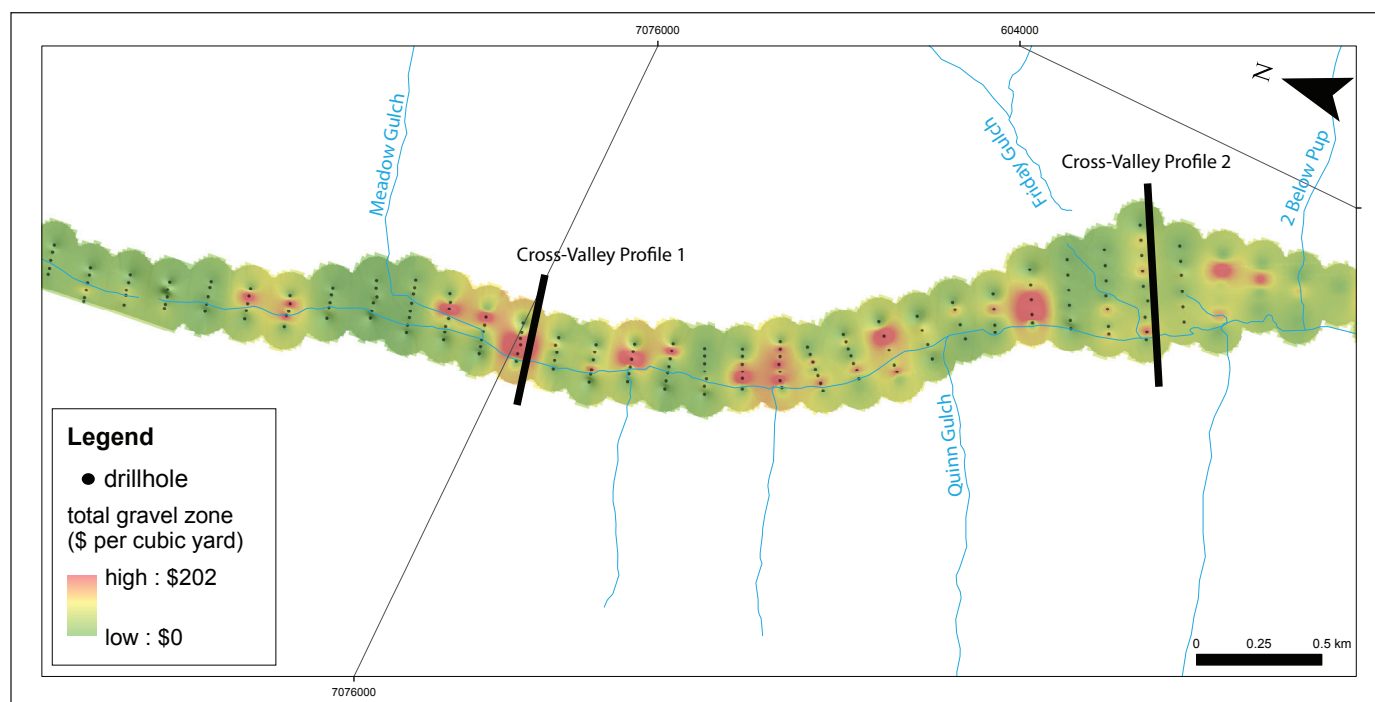 7076000
604000
N
Meadow Gulch
Friday Gulch
Cross-Valley Profile 2
2 Below Pup
Cross-Valley Profile 1
Quinn Gulch
Legend
drillhole
total gravel zone
($ per cubic yard)
high : $202
low : $0
0 0.25 0.5 km
7076000